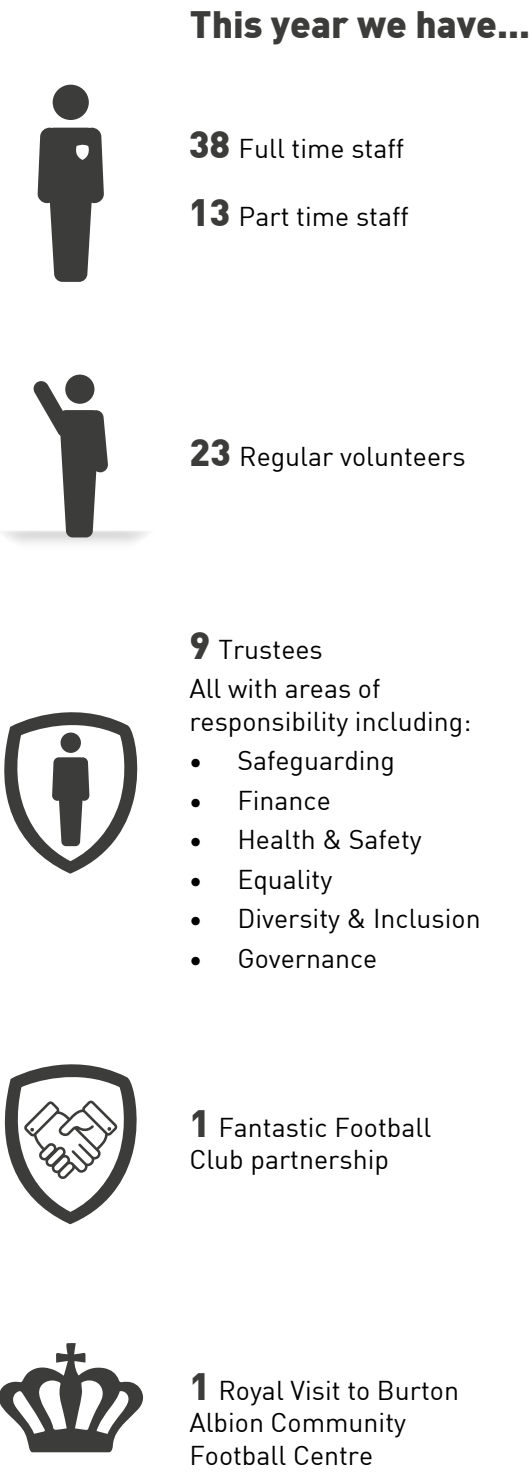 This year we have...
38 Full time staff
13 Part time staff
23 Regular volunteers
9 Trustees
All with areas of
responsibility including:
• Safeguarding
• Finance
• Health & Safety
• Equality
• Diversity & Inclusion
• Governance
1 Fantastic Football
Club partnership
1 Royal Visit to Burton
Albion Community
Football Centre